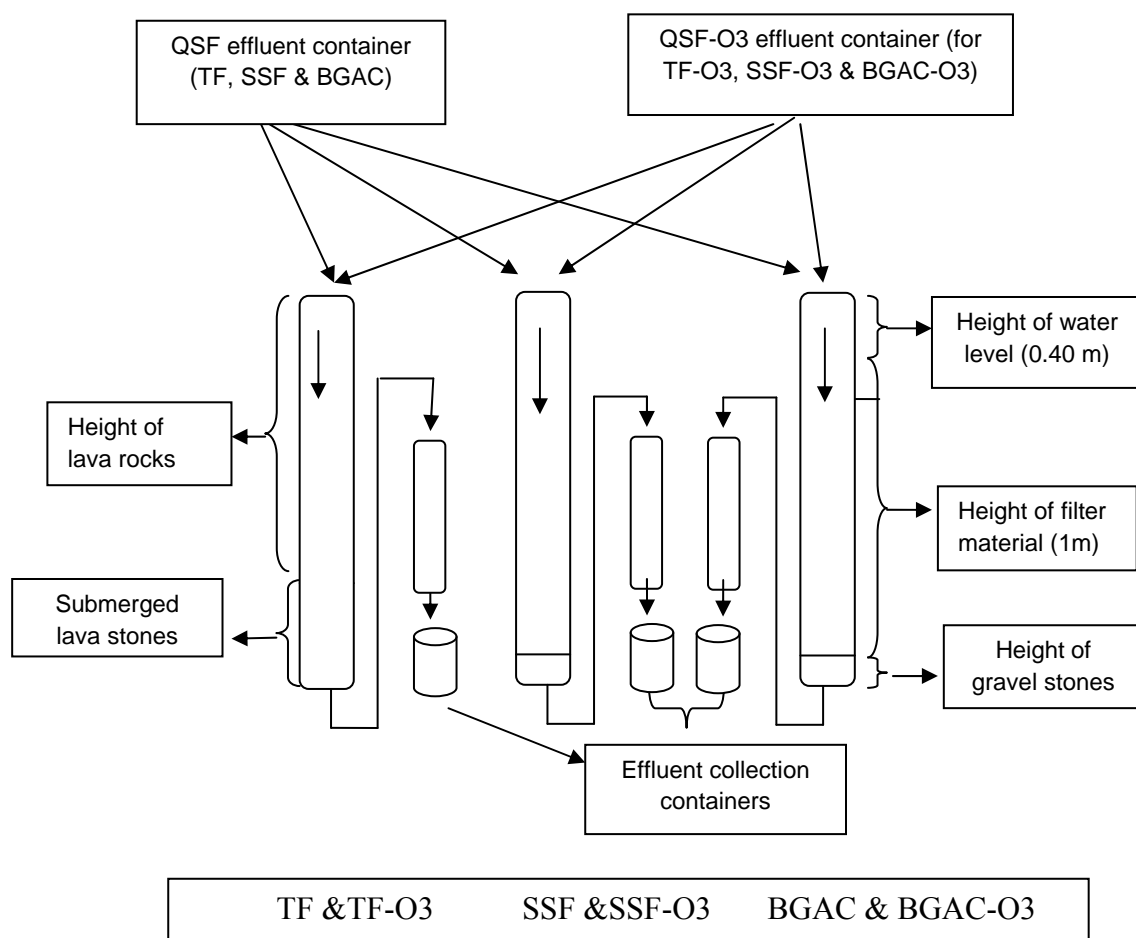 QSF effluent container
(TF, SSF & BGAC)
QSF-O3 effluent container (for
TF-O3, SSF-O3 & BGAC-O3)
Height of water
level (0.40 m)
Height of
lava rocks
Height of filter
material (1m)
Submerged
lava stones
Height of
gravel stones
Effluent collection
containers
TF &TF-O3 SSF &SSF-O3 BGAC & BGAC-O3